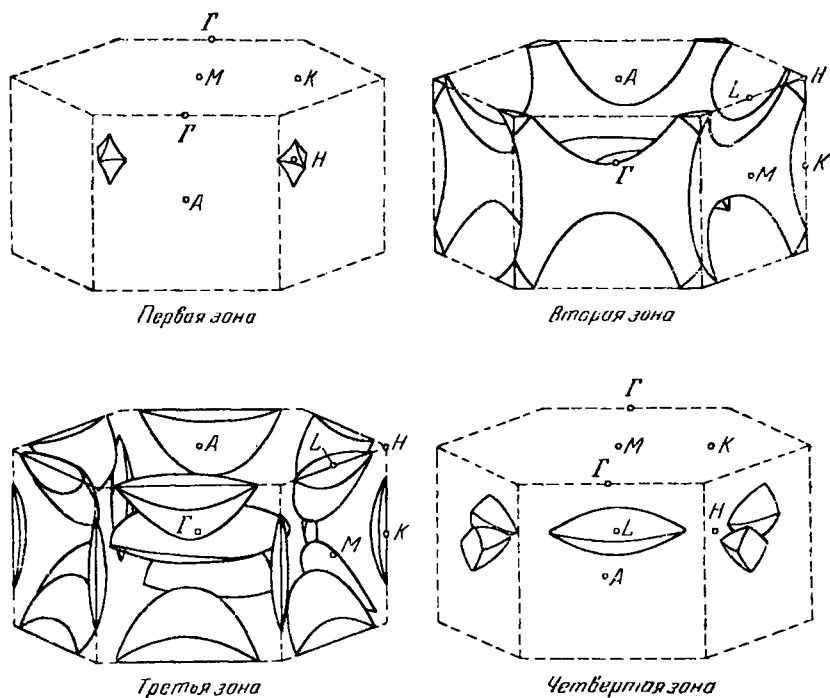 Г
M
K
Г
H
A
Первая зона
A
H
L
Г
M
K
Вторая зона
A
L
H
Г
M
K
Третья зона
Г
M
K
Г
L
H
A
Четвертая зона